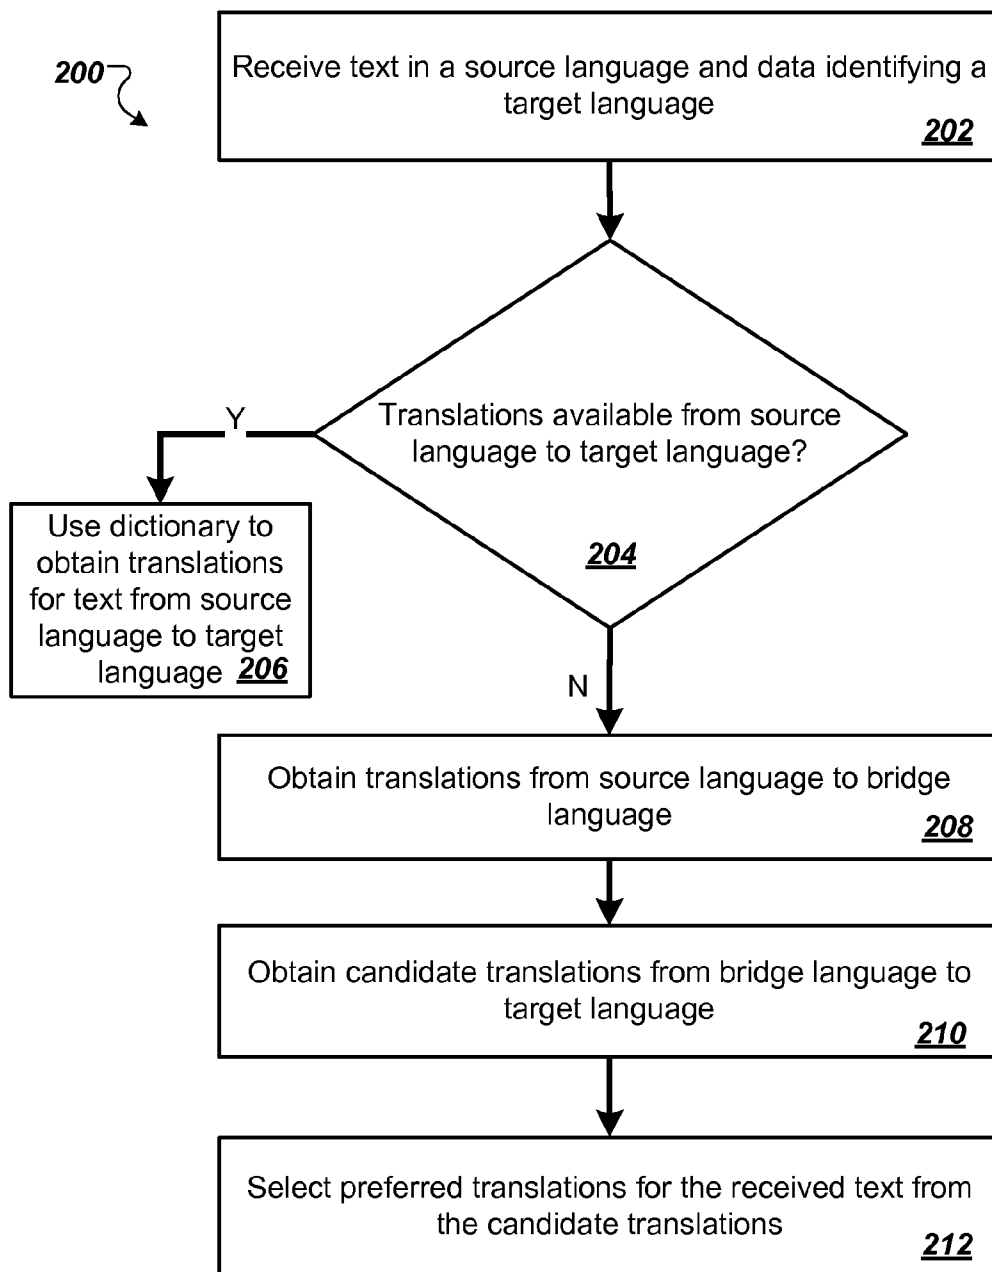 200
Receive text in a source language and data identifying a
target language
202
Translations available from source
language to target language?
204
Y
Use dictionary to
obtain translations
for text from source
language to target
language 206
N
Obtain translations from source language to bridge
language
208
Obtain candidate translations from bridge language to
target language
210
Select preferred translations for the received text from
the candidate translations
212